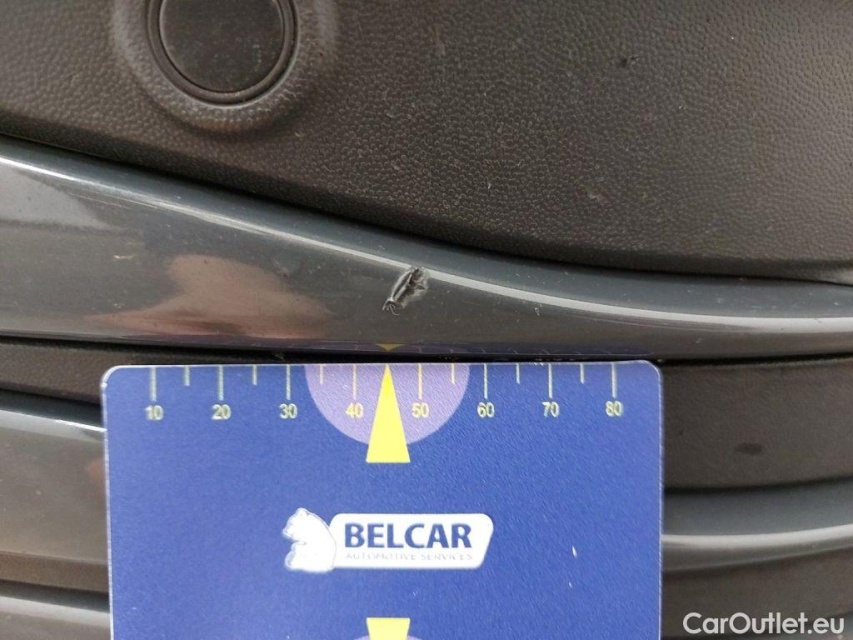 10 20 30 40 50 60 70 80
BELCAR
AUTOMOTIVE SERVICES
CarOutlet.eu